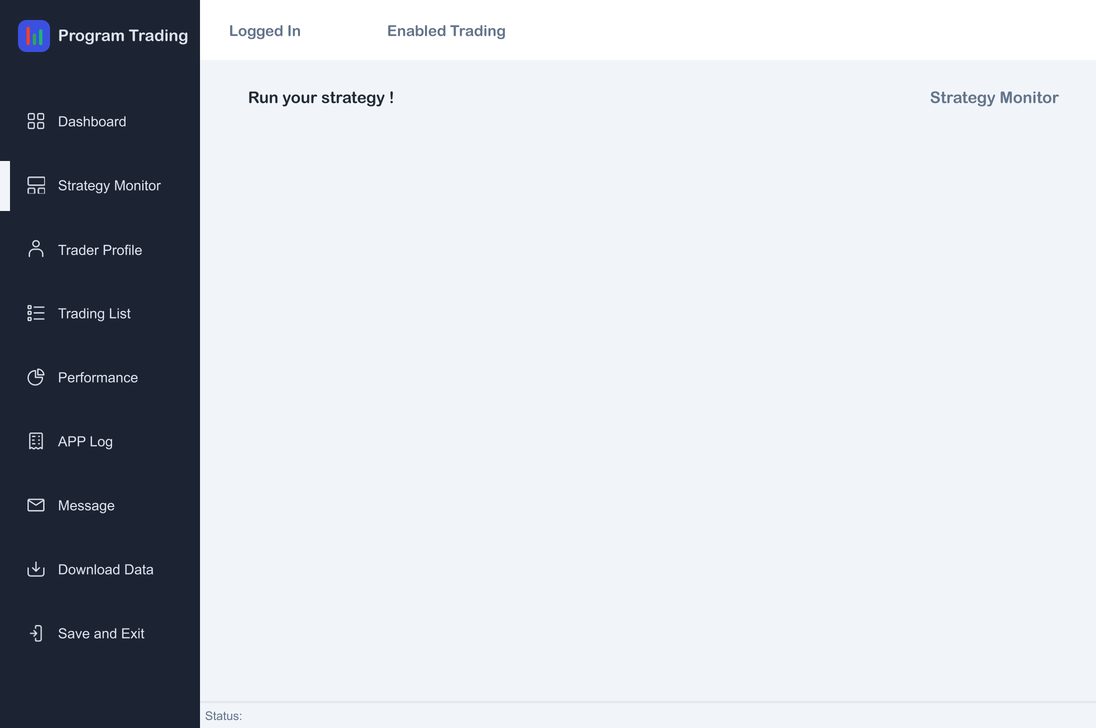 Program Trading
Logged In
Enabled Trading
Run your strategy !
Strategy Monitor
Dashboard
Strategy Monitor
Trader Profile
Trading List
Performance
APP Log
Message
Download Data
Save and Exit
Status: